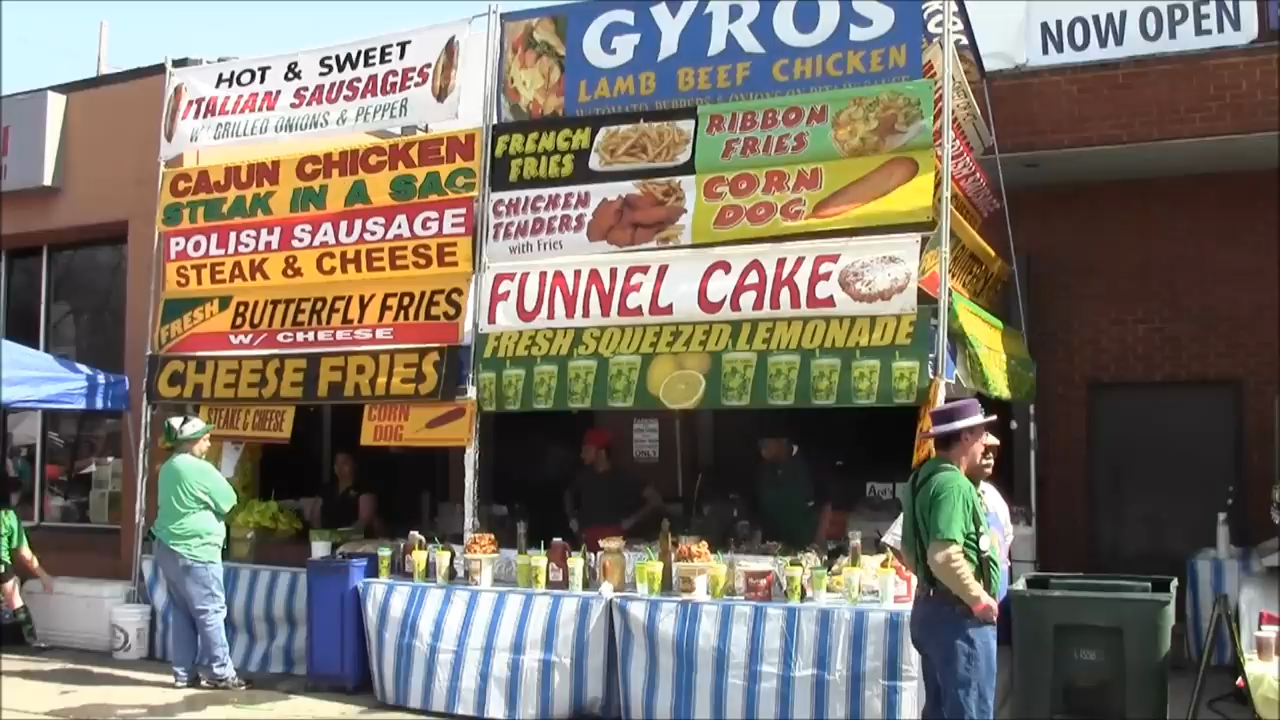 HOT & SWEET
ITALIAN SAUSAGES
W/ GRILLED ONIONS & PEPPER
CAJUN CHICKEN
STEAK IN A SAC
POLISH SAUSAGE
STEAK & CHEESE
FRESH BUTTERFLY FRIES
W/ CHEESE
CHEESE FRIES
STEAKE & CHEESE
CORN
DOG
GYROS
LAMB BEEF CHICKEN
FRENCH
FRIES
RIBBON
FRIES
CHICKEN
TENDERS
with Fries
CORN
DOG
FUNNEL CAKE
FRESH SQUEEZED LEMONADE
ONLY
NOW OPEN